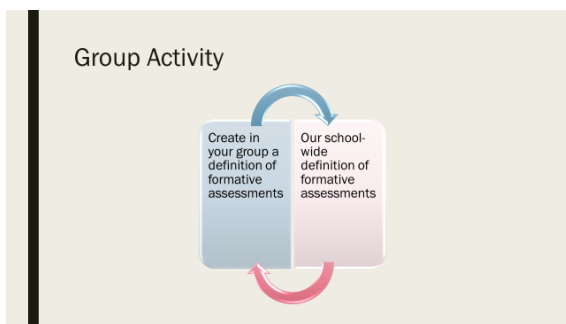 Group Activity
Create in
your group a
definition of
formative
assessments
Our school-
wide
definition of
formative
assessments